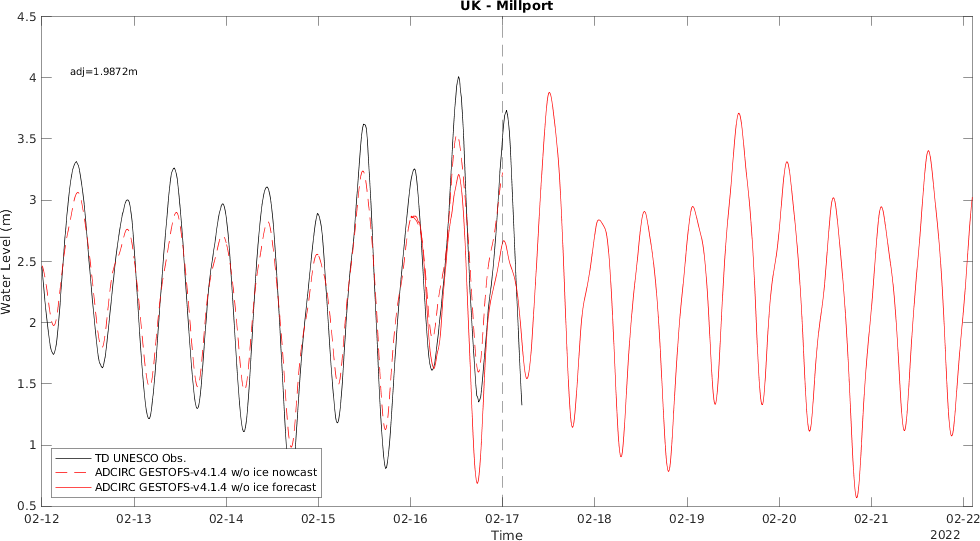 UK - Millport
4.5
4
3.5
3
2.5
2
1.5
1
0.5
Water Level (m)
adj=1.9872m
TD UNESCO Obs.
ADCIRC GESTOFS-v4.1.4 w/o ice nowcast
ADCIRC GESTOFS-v4.1.4 w/o ice forecast
02-12 02-13 02-14 02-15 02-16 02-17 02-18 02-19 02-20 02-21 02-22
Time
2022